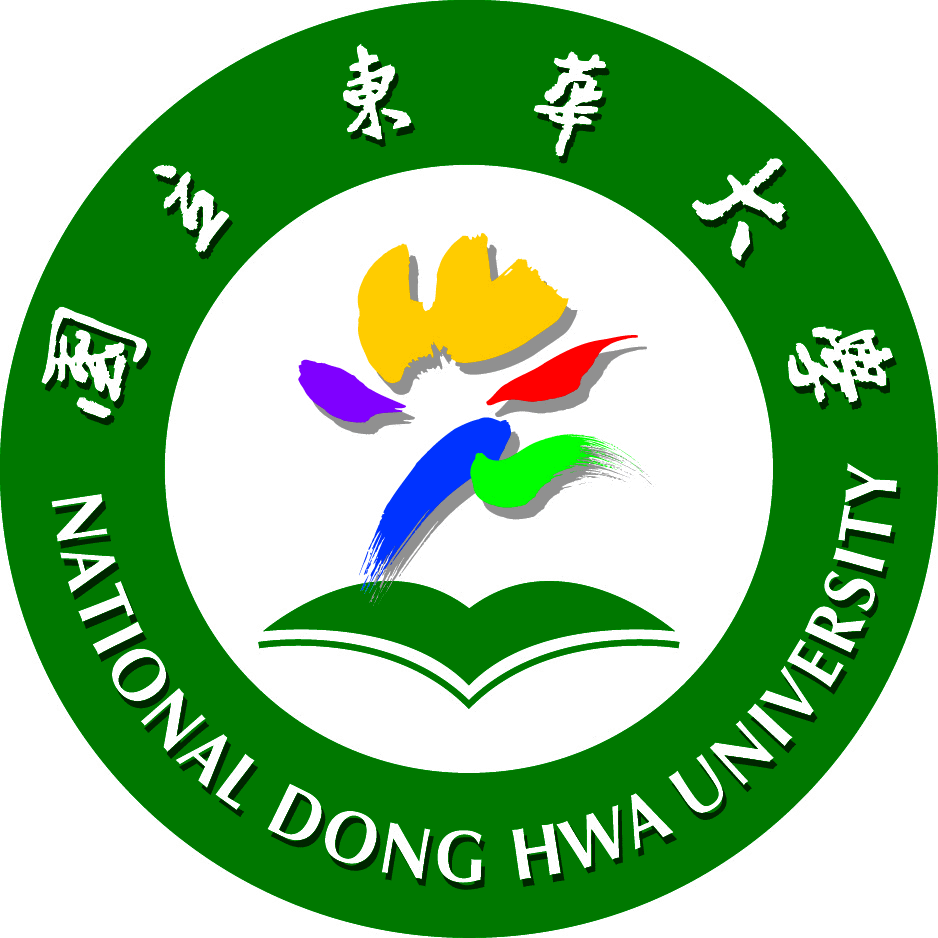 國立東華大學
NATIONAL DONG HWA UNIVERSITY